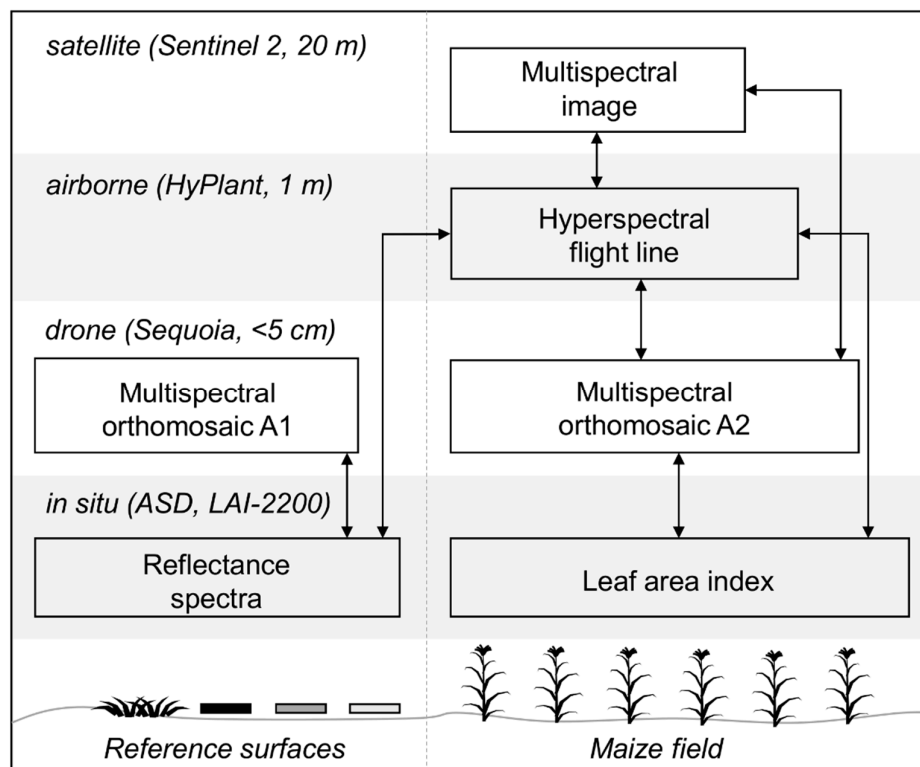 satellite (Sentinel 2, 20 m)
Multispectral
image
airborne (HyPlant, 1 m)
Hyperspectral
flight line
drone (Sequoia, <5 cm)
Multispectral
orthomosaic A1
Multispectral
orthomosaic A2
in situ (ASD, LAI-2200)
Reflectance
spectra
Leaf area index
Reference surfaces
Maize field